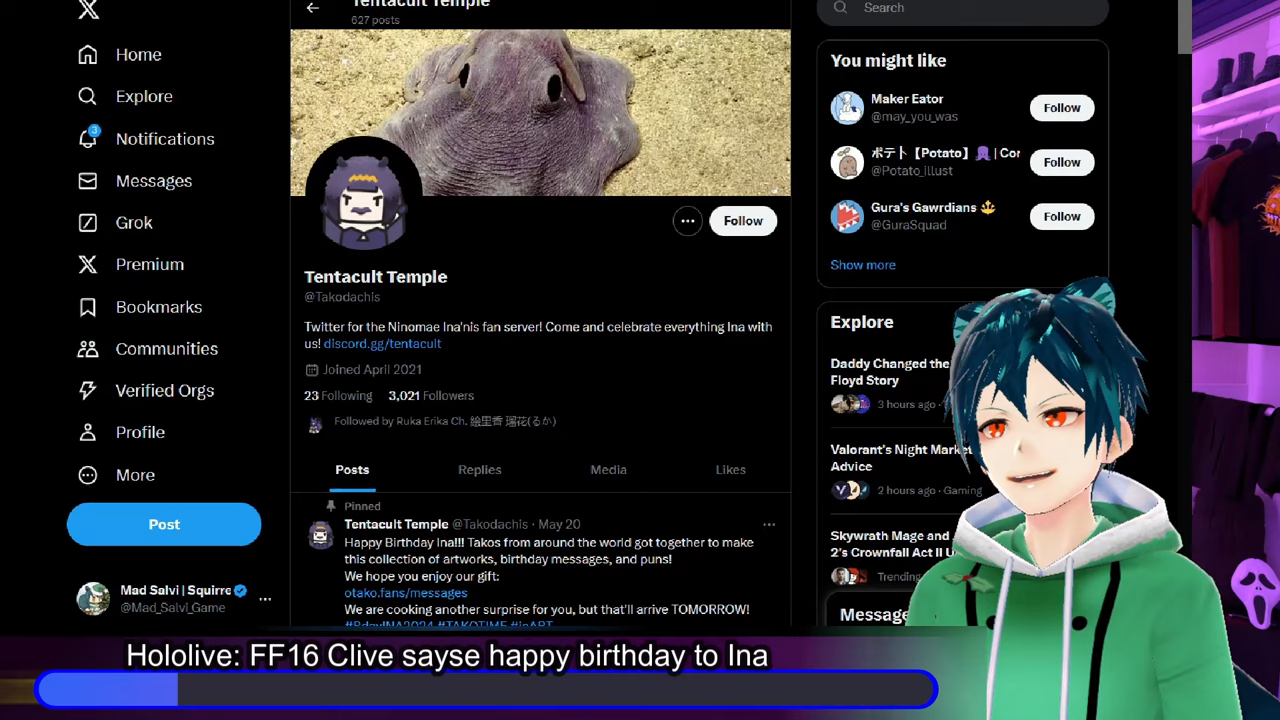 Tentacult Temple
627 posts
Search
Home
Explore
Notifications
3
Messages
Grok
Premium
Bookmarks
Communities
Verified Orgs
Profile
More
Post
Mad Salvi | Squirre
@Mad_Salvi_Game
Follow
Tentacult Temple
@Takodachis
Twitter for the Ninomae Ina'nis fan server! Come and celebrate everything Ina with
us! discord.gg/tentacult
Joined April 2021
23 Following 3,021 Followers
Followed by Ruka Erika Ch. 絵里香 瑠花(るか)
Posts Replies Media Likes
Pinned
Tentacult Temple @Takodachis · May 20
Happy Birthday Ina!!! Takos from around the world got together to make
this collection of artworks, birthday messages, and puns!
We hope you enjoy our gift:
otako.fans/messages
We are cooking another surprise for you, but that'll arrive TOMORROW!
#BdayINA2024 #TAKOTIME #inART
You might like
Maker Eator
@may_you_was
Follow
ポテト【Potato】 | Cor
@Potato_illust
Follow
Gura's Gawrdians
@GuraSquad
Follow
Show more
Explore
Daddy Changed the
Floyd Story
3 hours ago ·
Valorant's Night Market
Advice
2 hours ago · Gaming
Skywrath Mage and
2's Crownfall Act II U
Trending
Message
Hololive: FF16 Clive sayse happy birthday to Ina